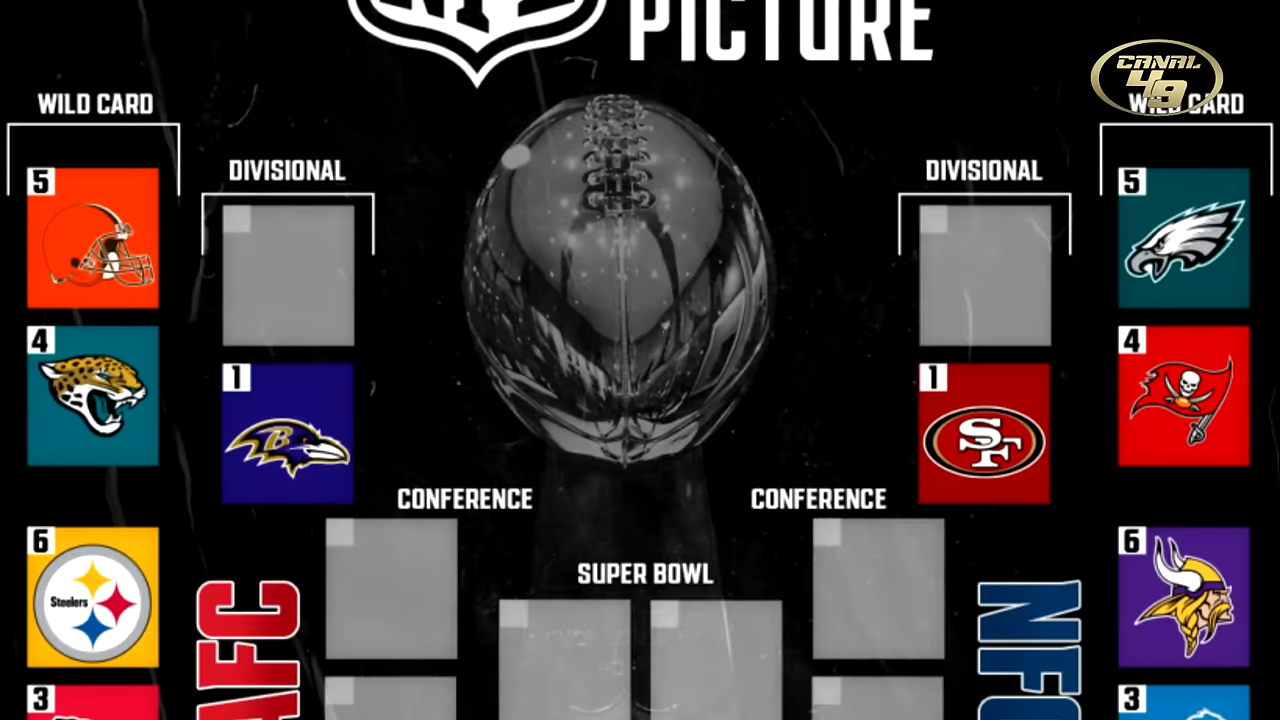 PICTURE
CANAL
49
WILD CARD
WILD CARD
DIVISIONAL
DIVISIONAL
5
5
4
4
1
1
B
SF
CONFERENCE
CONFERENCE
6
6
Steelers
SUPER BOWL
AFC
NFC
3
3